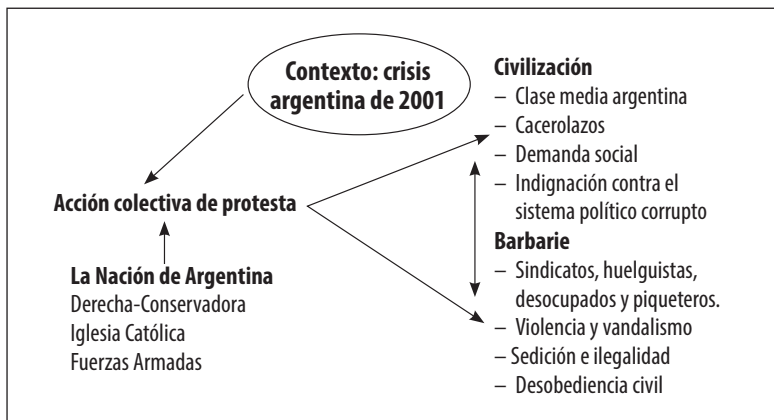 Contexto: crisis
argentina de 2001
Acción colectiva de protesta
La Nación de Argentina
Derecha-Conservadora
Iglesia Católica
Fuerzas Armadas
Civilización
– Clase media argentina
– Cacerolazos
– Demanda social
– Indignación contra el
sistema político corrupto
Barbarie
– Sindicatos, huelguistas,
desocupados y piqueteros.
– Violencia y vandalismo
– Sedición e ilegalidad
– Desobediencia civil